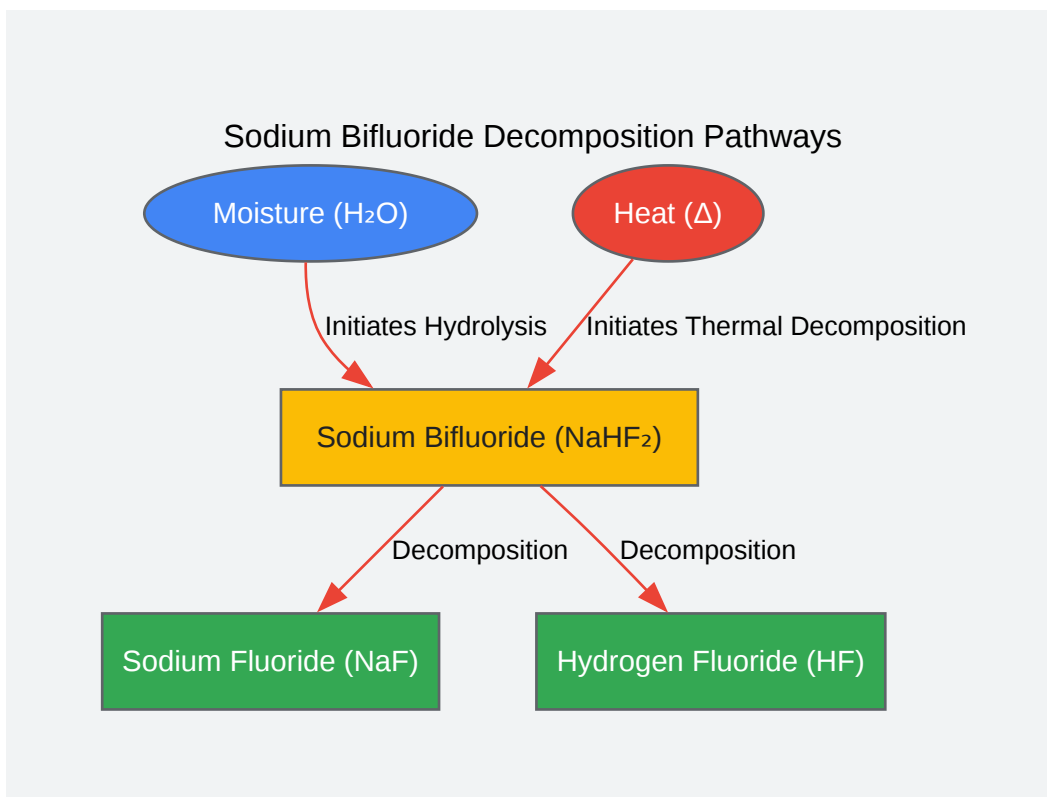 Sodium Bifluoride Decomposition Pathways
Moisture (H₂O)
Heat (Δ)
Initiates Hydrolysis
Initiates Thermal Decomposition
Sodium Bifluoride (NaHF₂)
Decomposition
Decomposition
Sodium Fluoride (NaF)
Hydrogen Fluoride (HF)